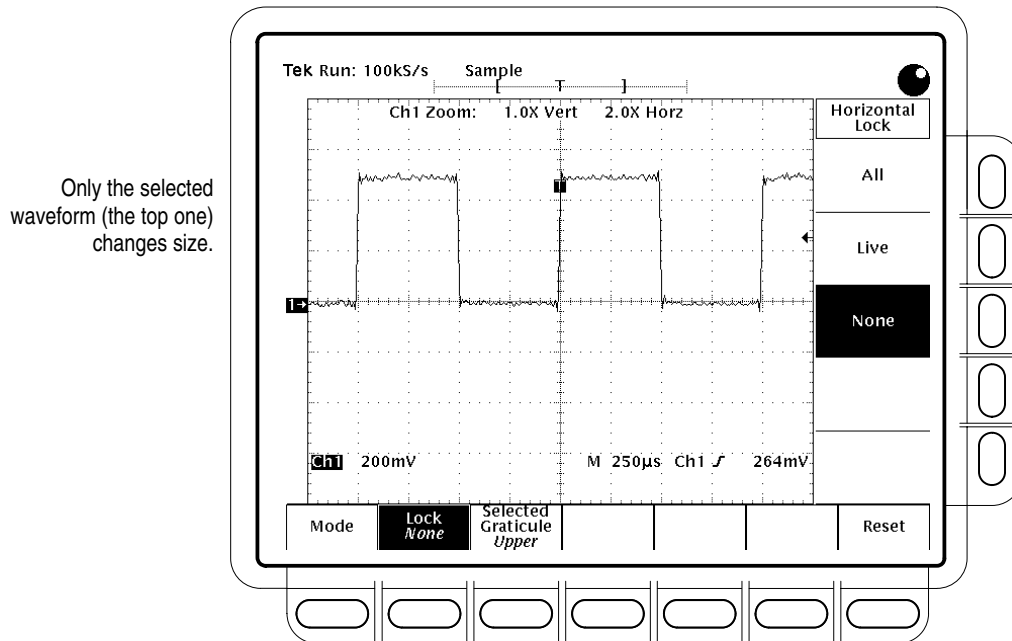 Only the selected
waveform (the top one)
changes size.
Tek Run: 100kS/s Sample
[ T ]
Ch1 Zoom: 1.0X Vert 2.0X Horz
T
1→
Ch1 200mV M 250µs Ch1 264mV
Horizontal
Lock
All
Live
None
Mode
Lock
None
Selected
Graticule
Upper
Reset